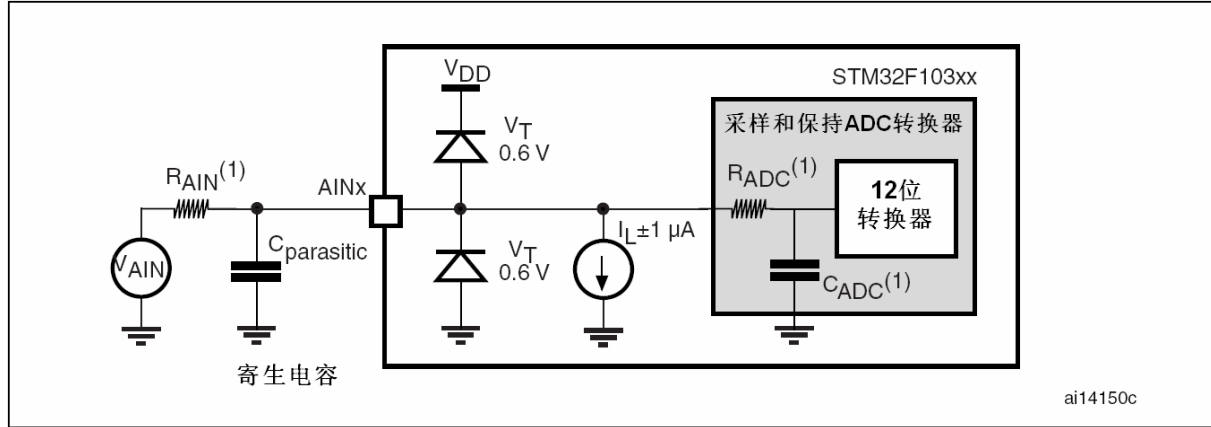 VDD
STM32F103xx
采样和保持ADC转换器
VT
0.6 V
RAIN(1)
AINx
RADC(1)
12位
转换器
IL±1 µA
VAIN
Cparasitic
VT
0.6 V
CADC(1)
寄生电容
ai14150c